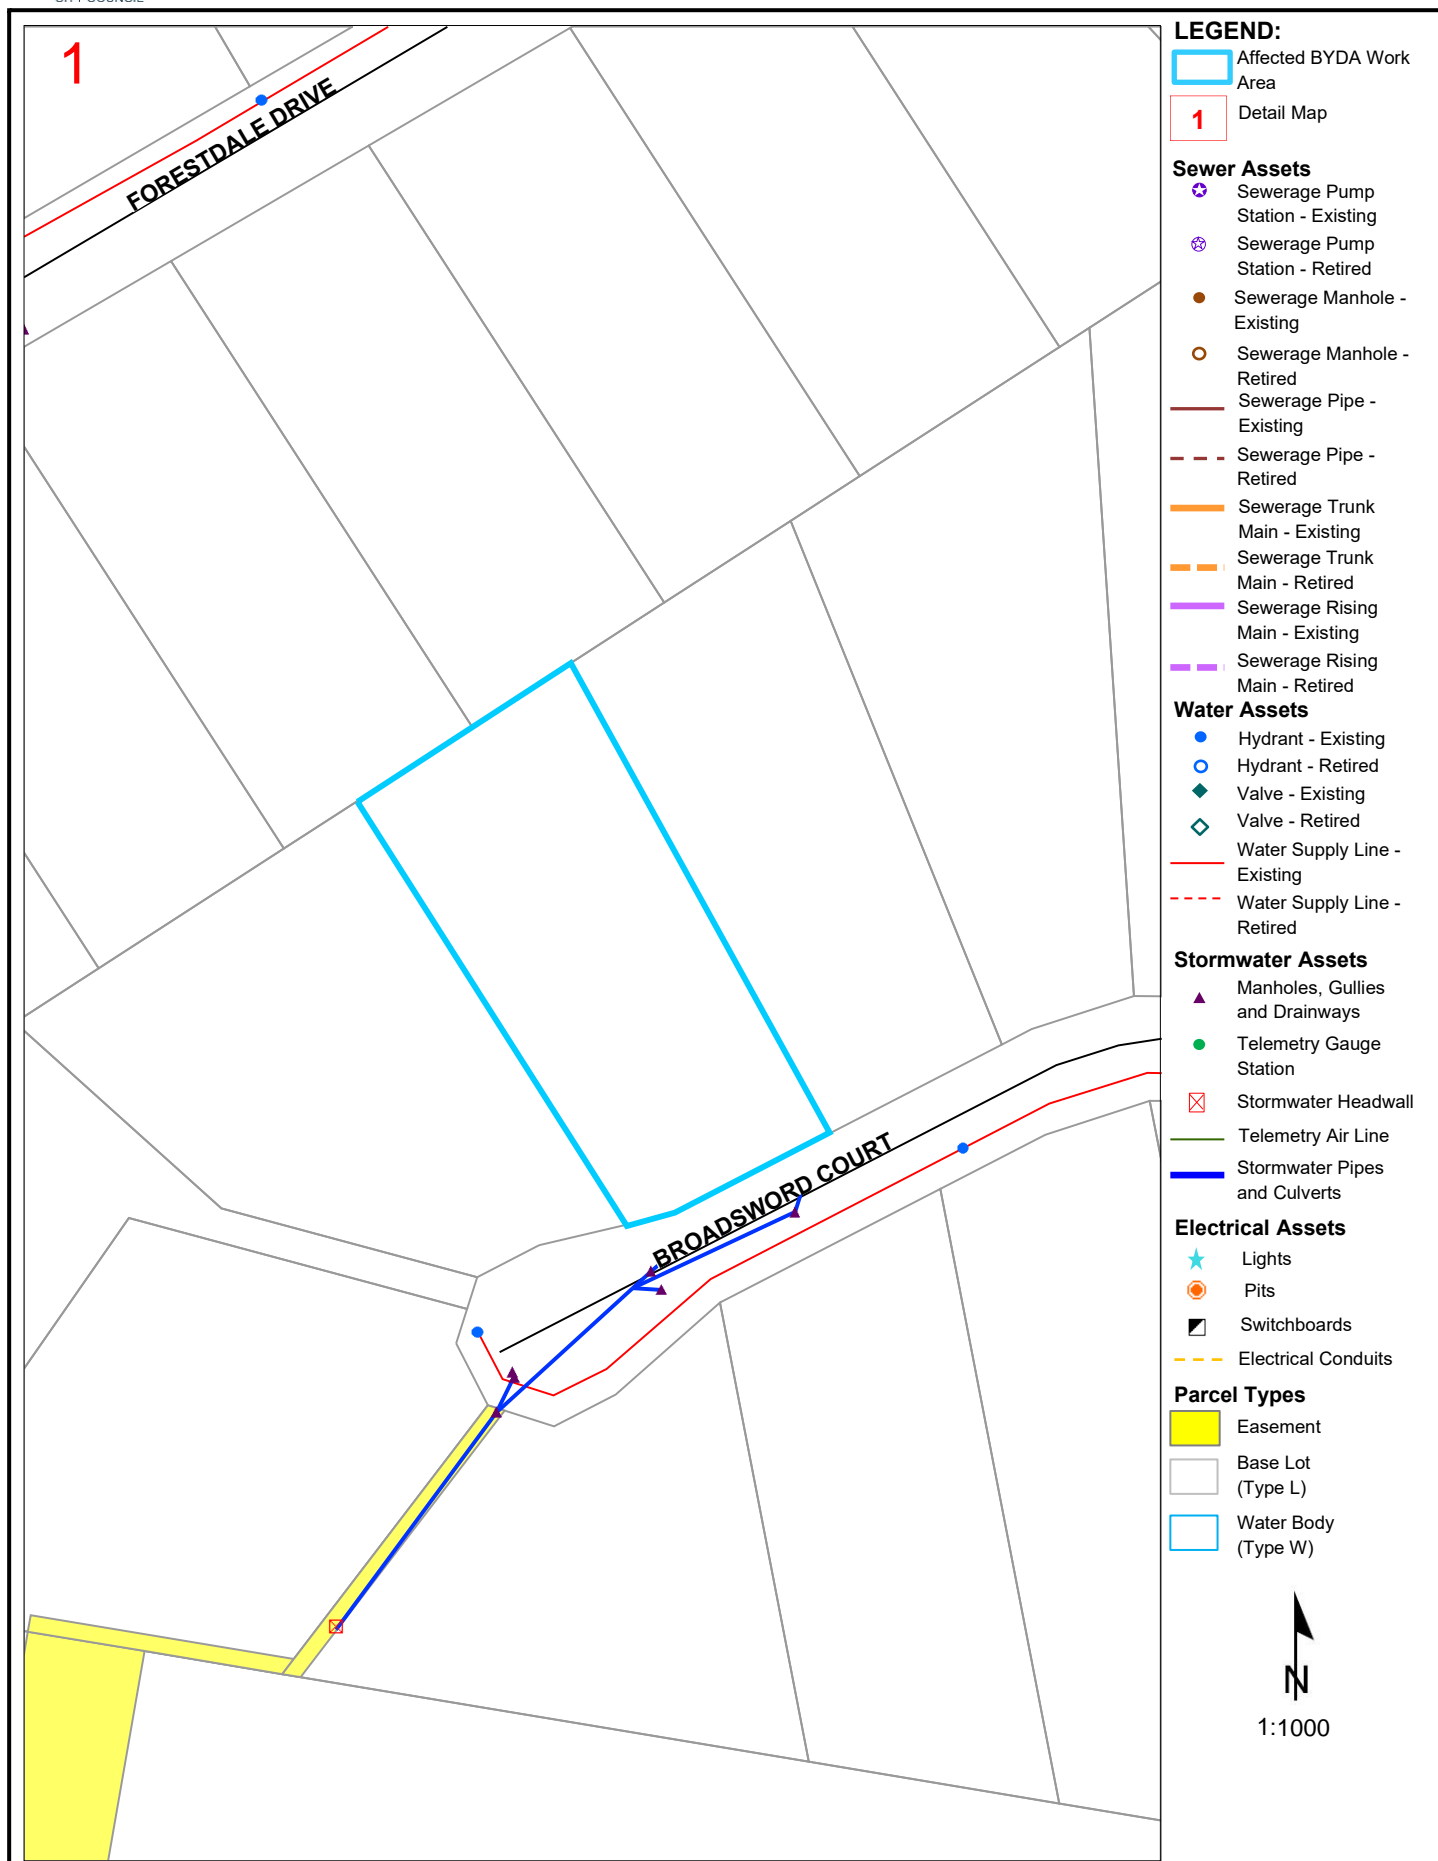 1
FORESTDALE DRIVE
BROADSWORD COURT
LEGEND:
Affected BYDA Work
Area
1
Detail Map
Sewer Assets
Sewerage Pump
Station - Existing
Sewerage Pump
Station - Retired
Sewerage Manhole -
Existing
Sewerage Manhole -
Retired
Sewerage Pipe -
Existing
Sewerage Pipe -
Retired
Sewerage Trunk
Main - Existing
Sewerage Trunk
Main - Retired
Sewerage Rising
Main - Existing
Sewerage Rising
Main - Retired
Water Assets
Hydrant - Existing
Hydrant - Retired
Valve - Existing
Valve - Retired
Water Supply Line -
Existing
Water Supply Line -
Retired
Stormwater Assets
Manholes, Gullies
and Drainways
Telemetry Gauge
Station
Stormwater Headwall
Telemetry Air Line
Stormwater Pipes
and Culverts
Electrical Assets
Lights
Pits
Switchboards
Electrical Conduits
Parcel Types
Easement
Base Lot
(Type L)
Water Body
(Type W)
N
1:1000